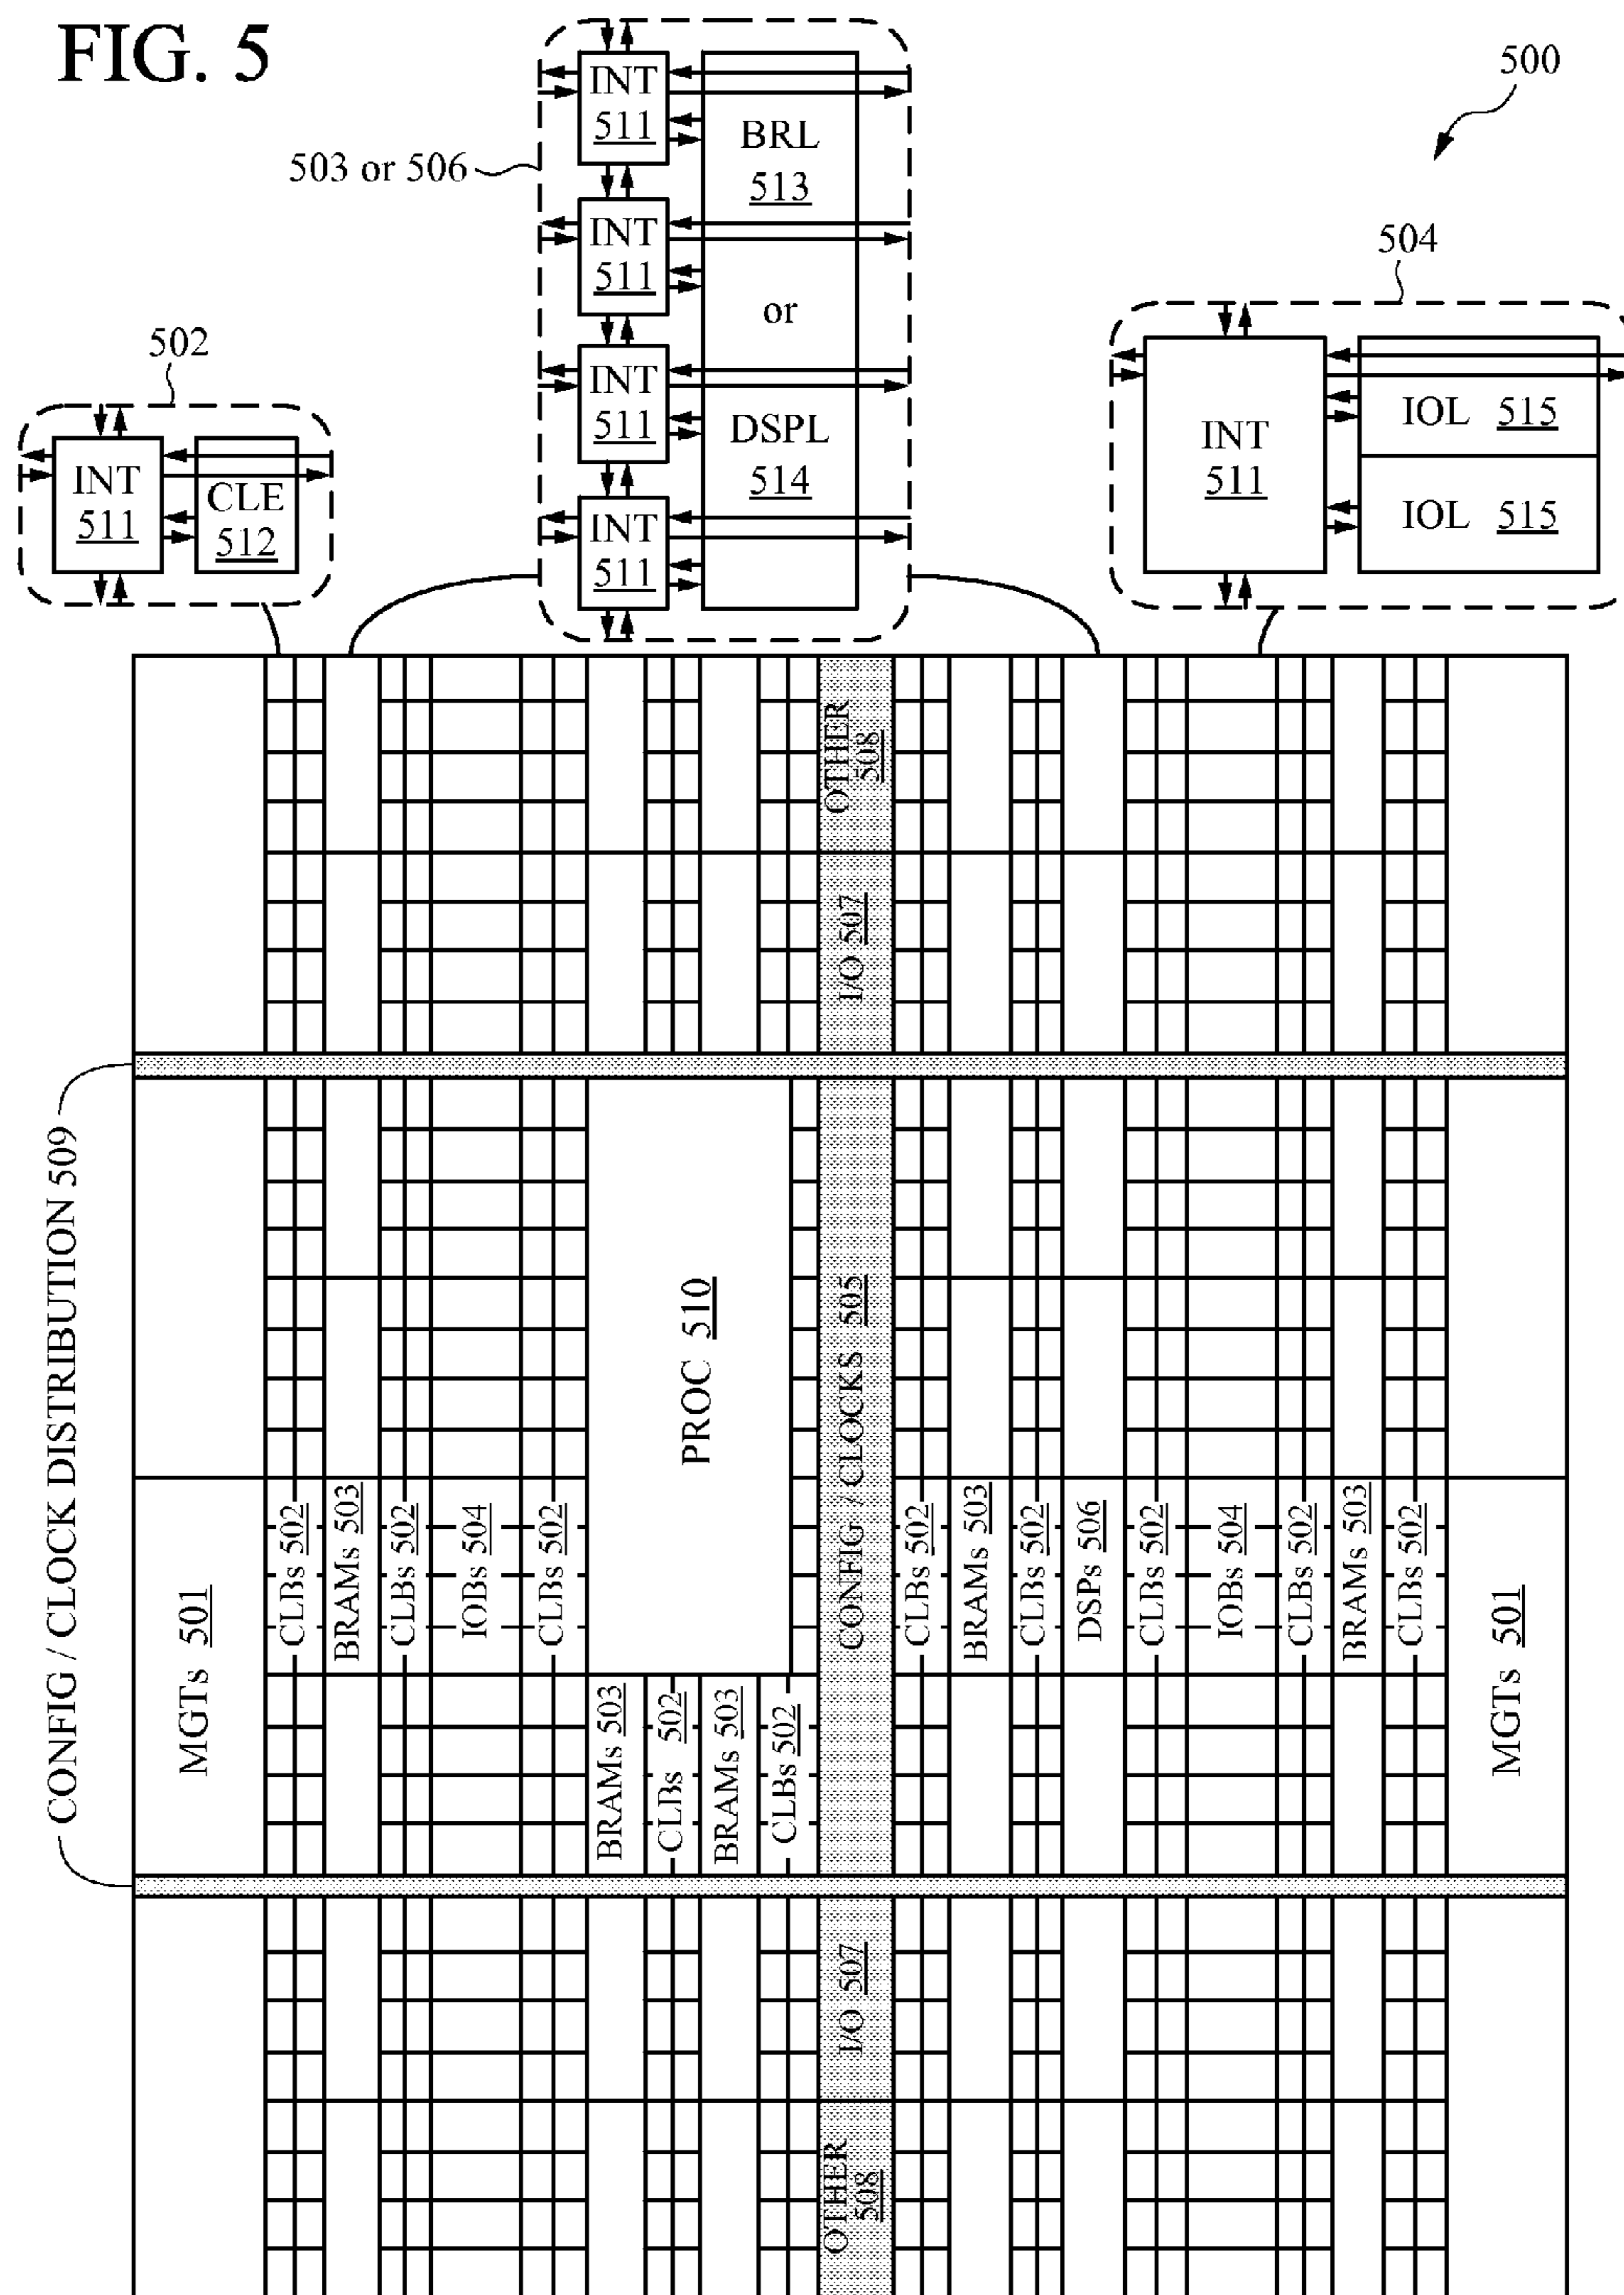 FIG. 5
500
503 or 506
504
502
INT
511
INT
511
INT
511
INT
511
BRL
513
or
DSPL
514
INT
511
CLE
512
INT
511
IOL 515
IOL 515
OTHER
508
I/O 507
CONFIG / CLOCK DISTRIBUTION 509
PROC 510
CONFIG / CLOCKS 505
MGTs 501
CLBs 502
BRAMs 503
CLBs 502
IOBs 504
CLBs 502
BRAMs 503
CLBs 502
BRAMs 503
CLBs 502
CLBs 502
BRAMs 503
CLBs 502
DSPs 506
CLBs 502
IOBs 504
CLBs 502
BRAMs 503
CLBs 502
MGTs 501
I/O 507
OTHER
508